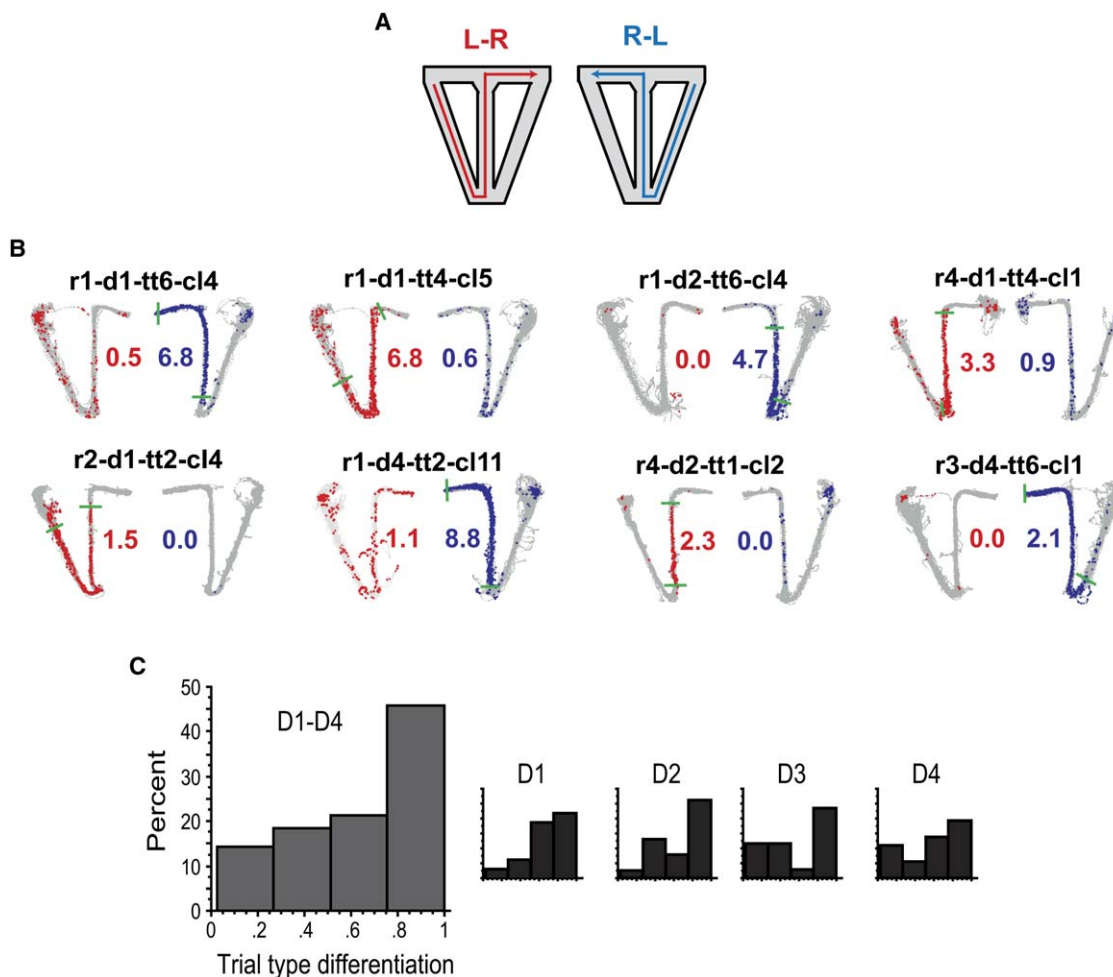 A
L-R R-L
B
r1-d1-tt6-cl4 r1-d1-tt4-cl5 r1-d2-tt6-cl4 r4-d1-tt4-cl1
0.5 6.8 6.8 0.6 0.0 4.7 3.3 0.9
r2-d1-tt2-cl4 r1-d4-tt2-cl11 r4-d2-tt1-cl2 r3-d4-tt6-cl1
1.5 0.0 1.1 8.8 2.3 0.0 0.0 2.1
C
50
40
30
20
10
0
Percent
D1-D4
0 .2 .4 .6 .8 1
Trial type differentiation
D1 D2 D3 D4